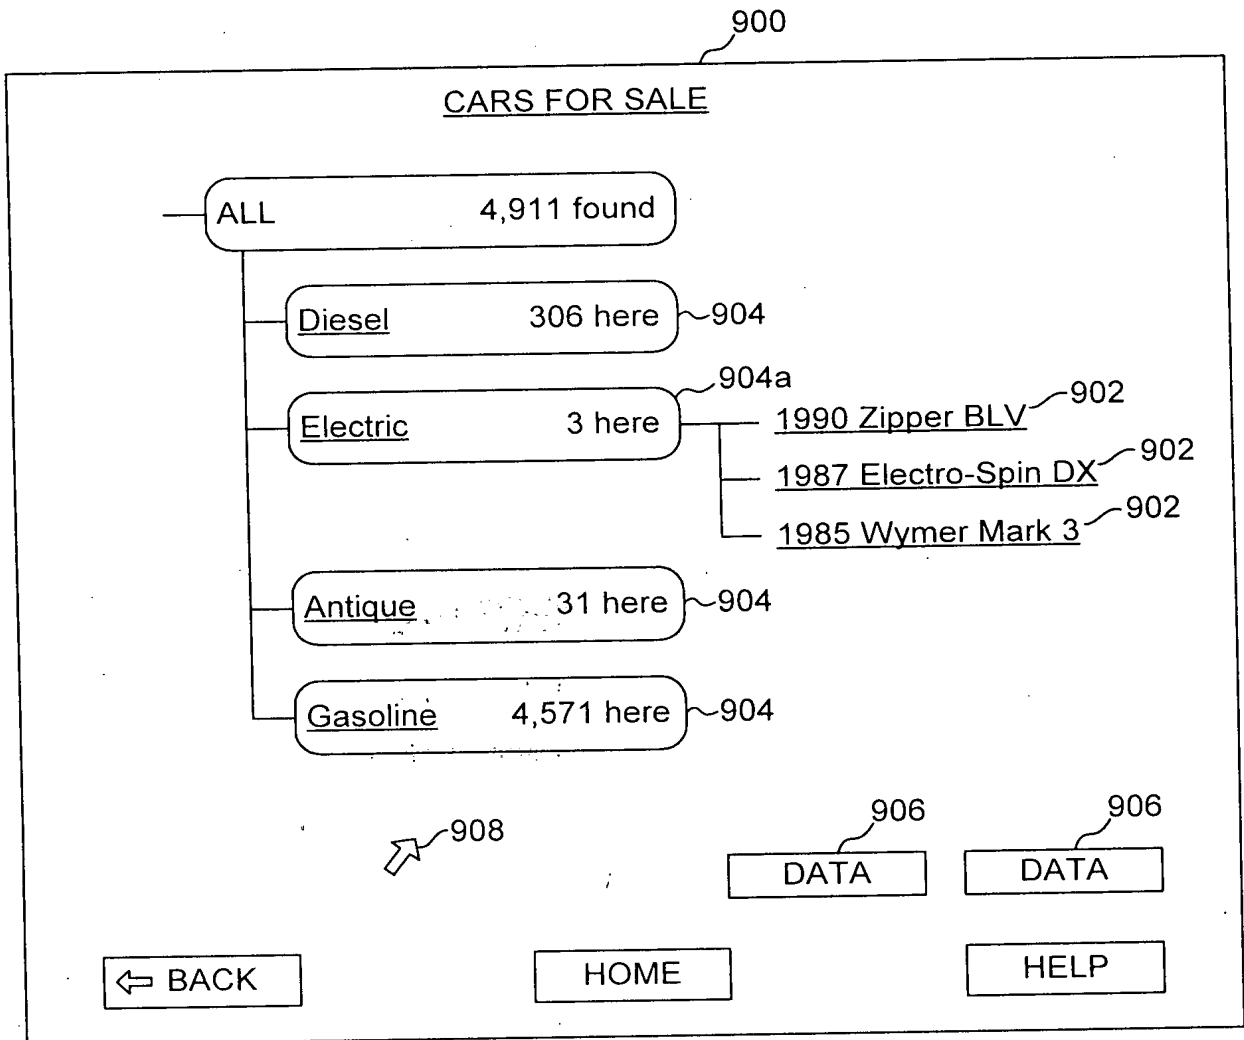 900
CARS FOR SALE
ALL 4,911 found
Diesel 306 here 904
904a
Electric 3 here 1990 Zipper BLV 902
1987 Electro-Spin DX 902
1985 Wymer Mark 3 902
Antique 31 here 904
Gasoline 4,571 here 904
908
906 906
DATA DATA
BACK HOME HELP